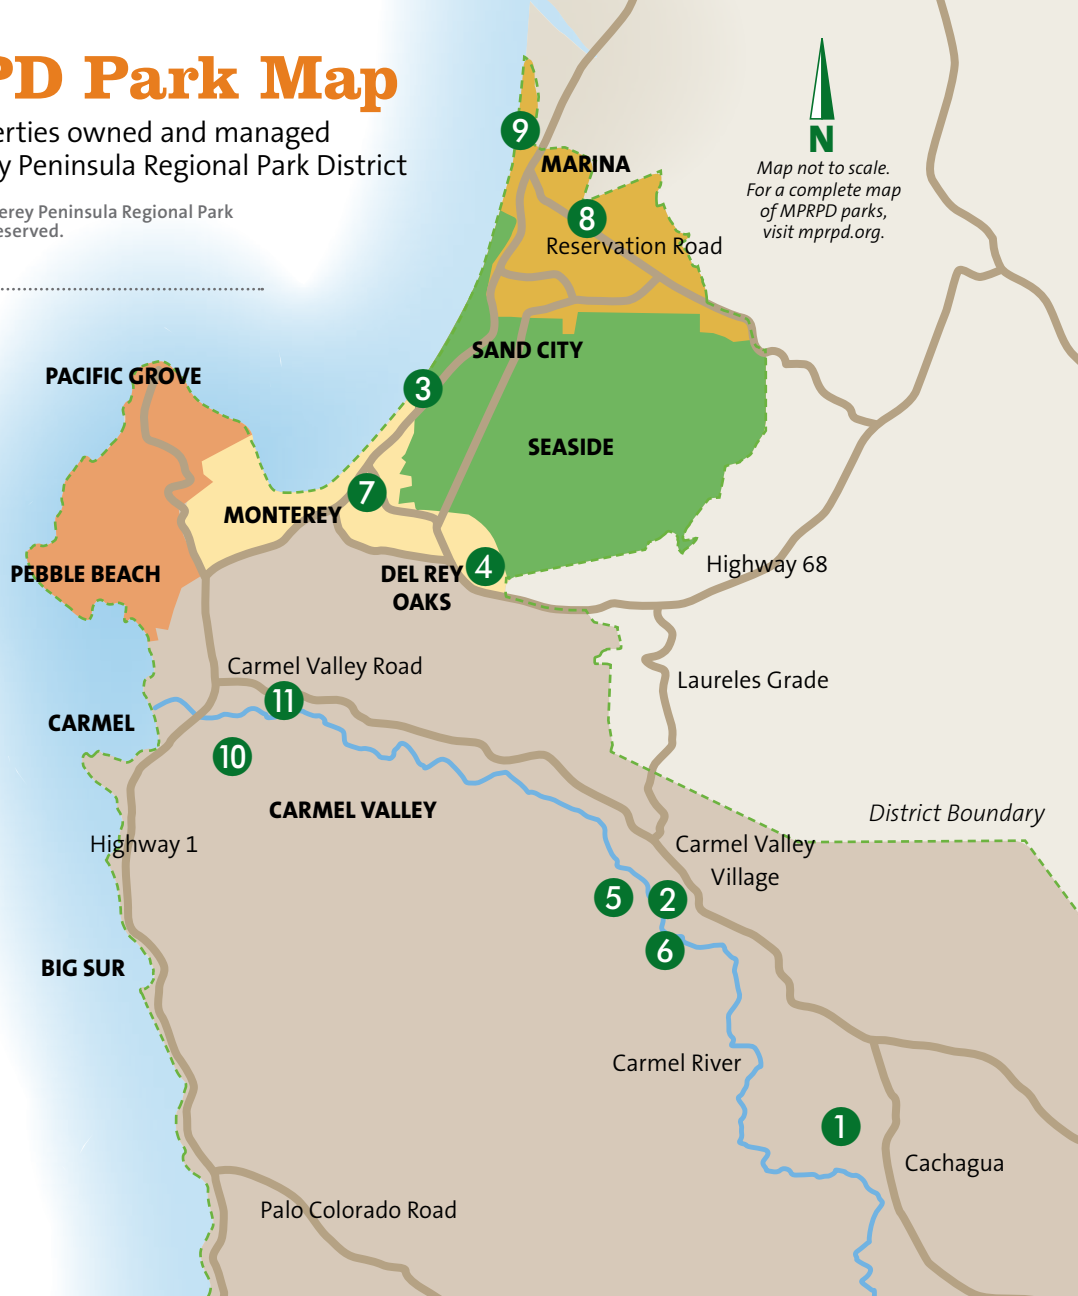 PD Park Map
erties owned and managed
y Peninsula Regional Park District
erey Peninsula Regional Park
eserved.
N
Map not to scale.
For a complete map
of MPRPD parks,
visit mprpd.org.
9
MARINA
8
Reservation Road
SAND CITY
PACIFIC GROVE
3
SEASIDE
7
MONTEREY
PEBBLE BEACH
DEL REY
OAKS
4
Highway 68
Carmel Valley Road
Laureles Grade
11
CARMEL
10
CARMEL VALLEY
District Boundary
Highway 1
Carmel Valley
Village
5
2
6
BIG SUR
Carmel River
1
Cachagua
Palo Colorado Road